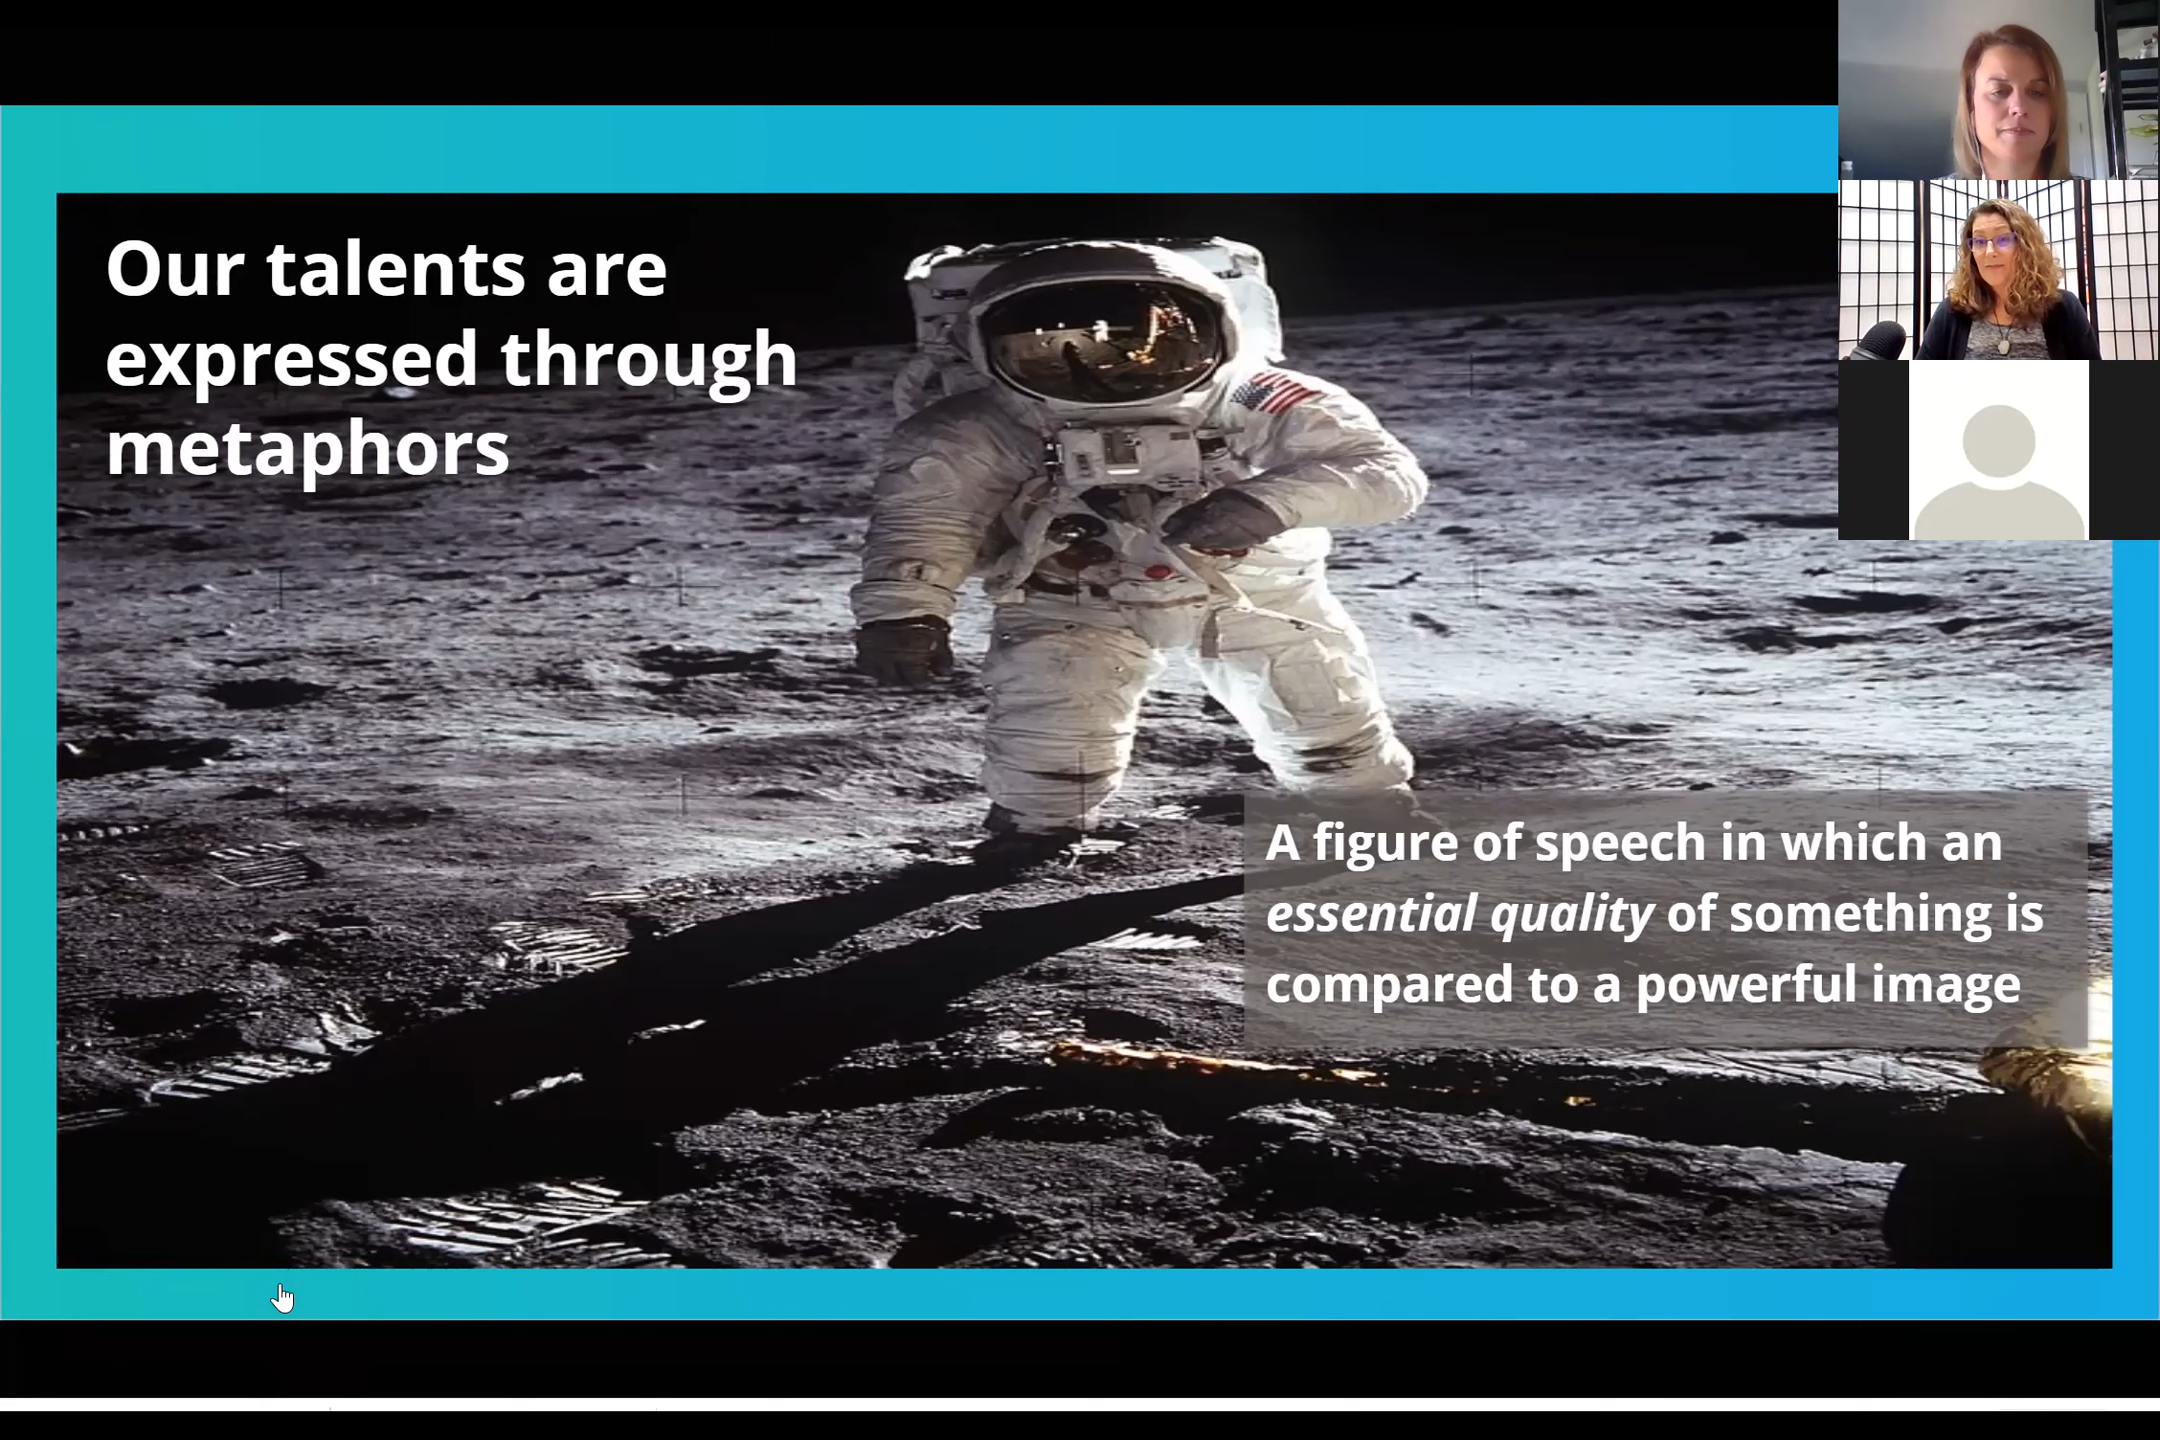 Our talents are
expressed through
metaphors
A figure of speech in which an
essential quality of something is
compared to a powerful image